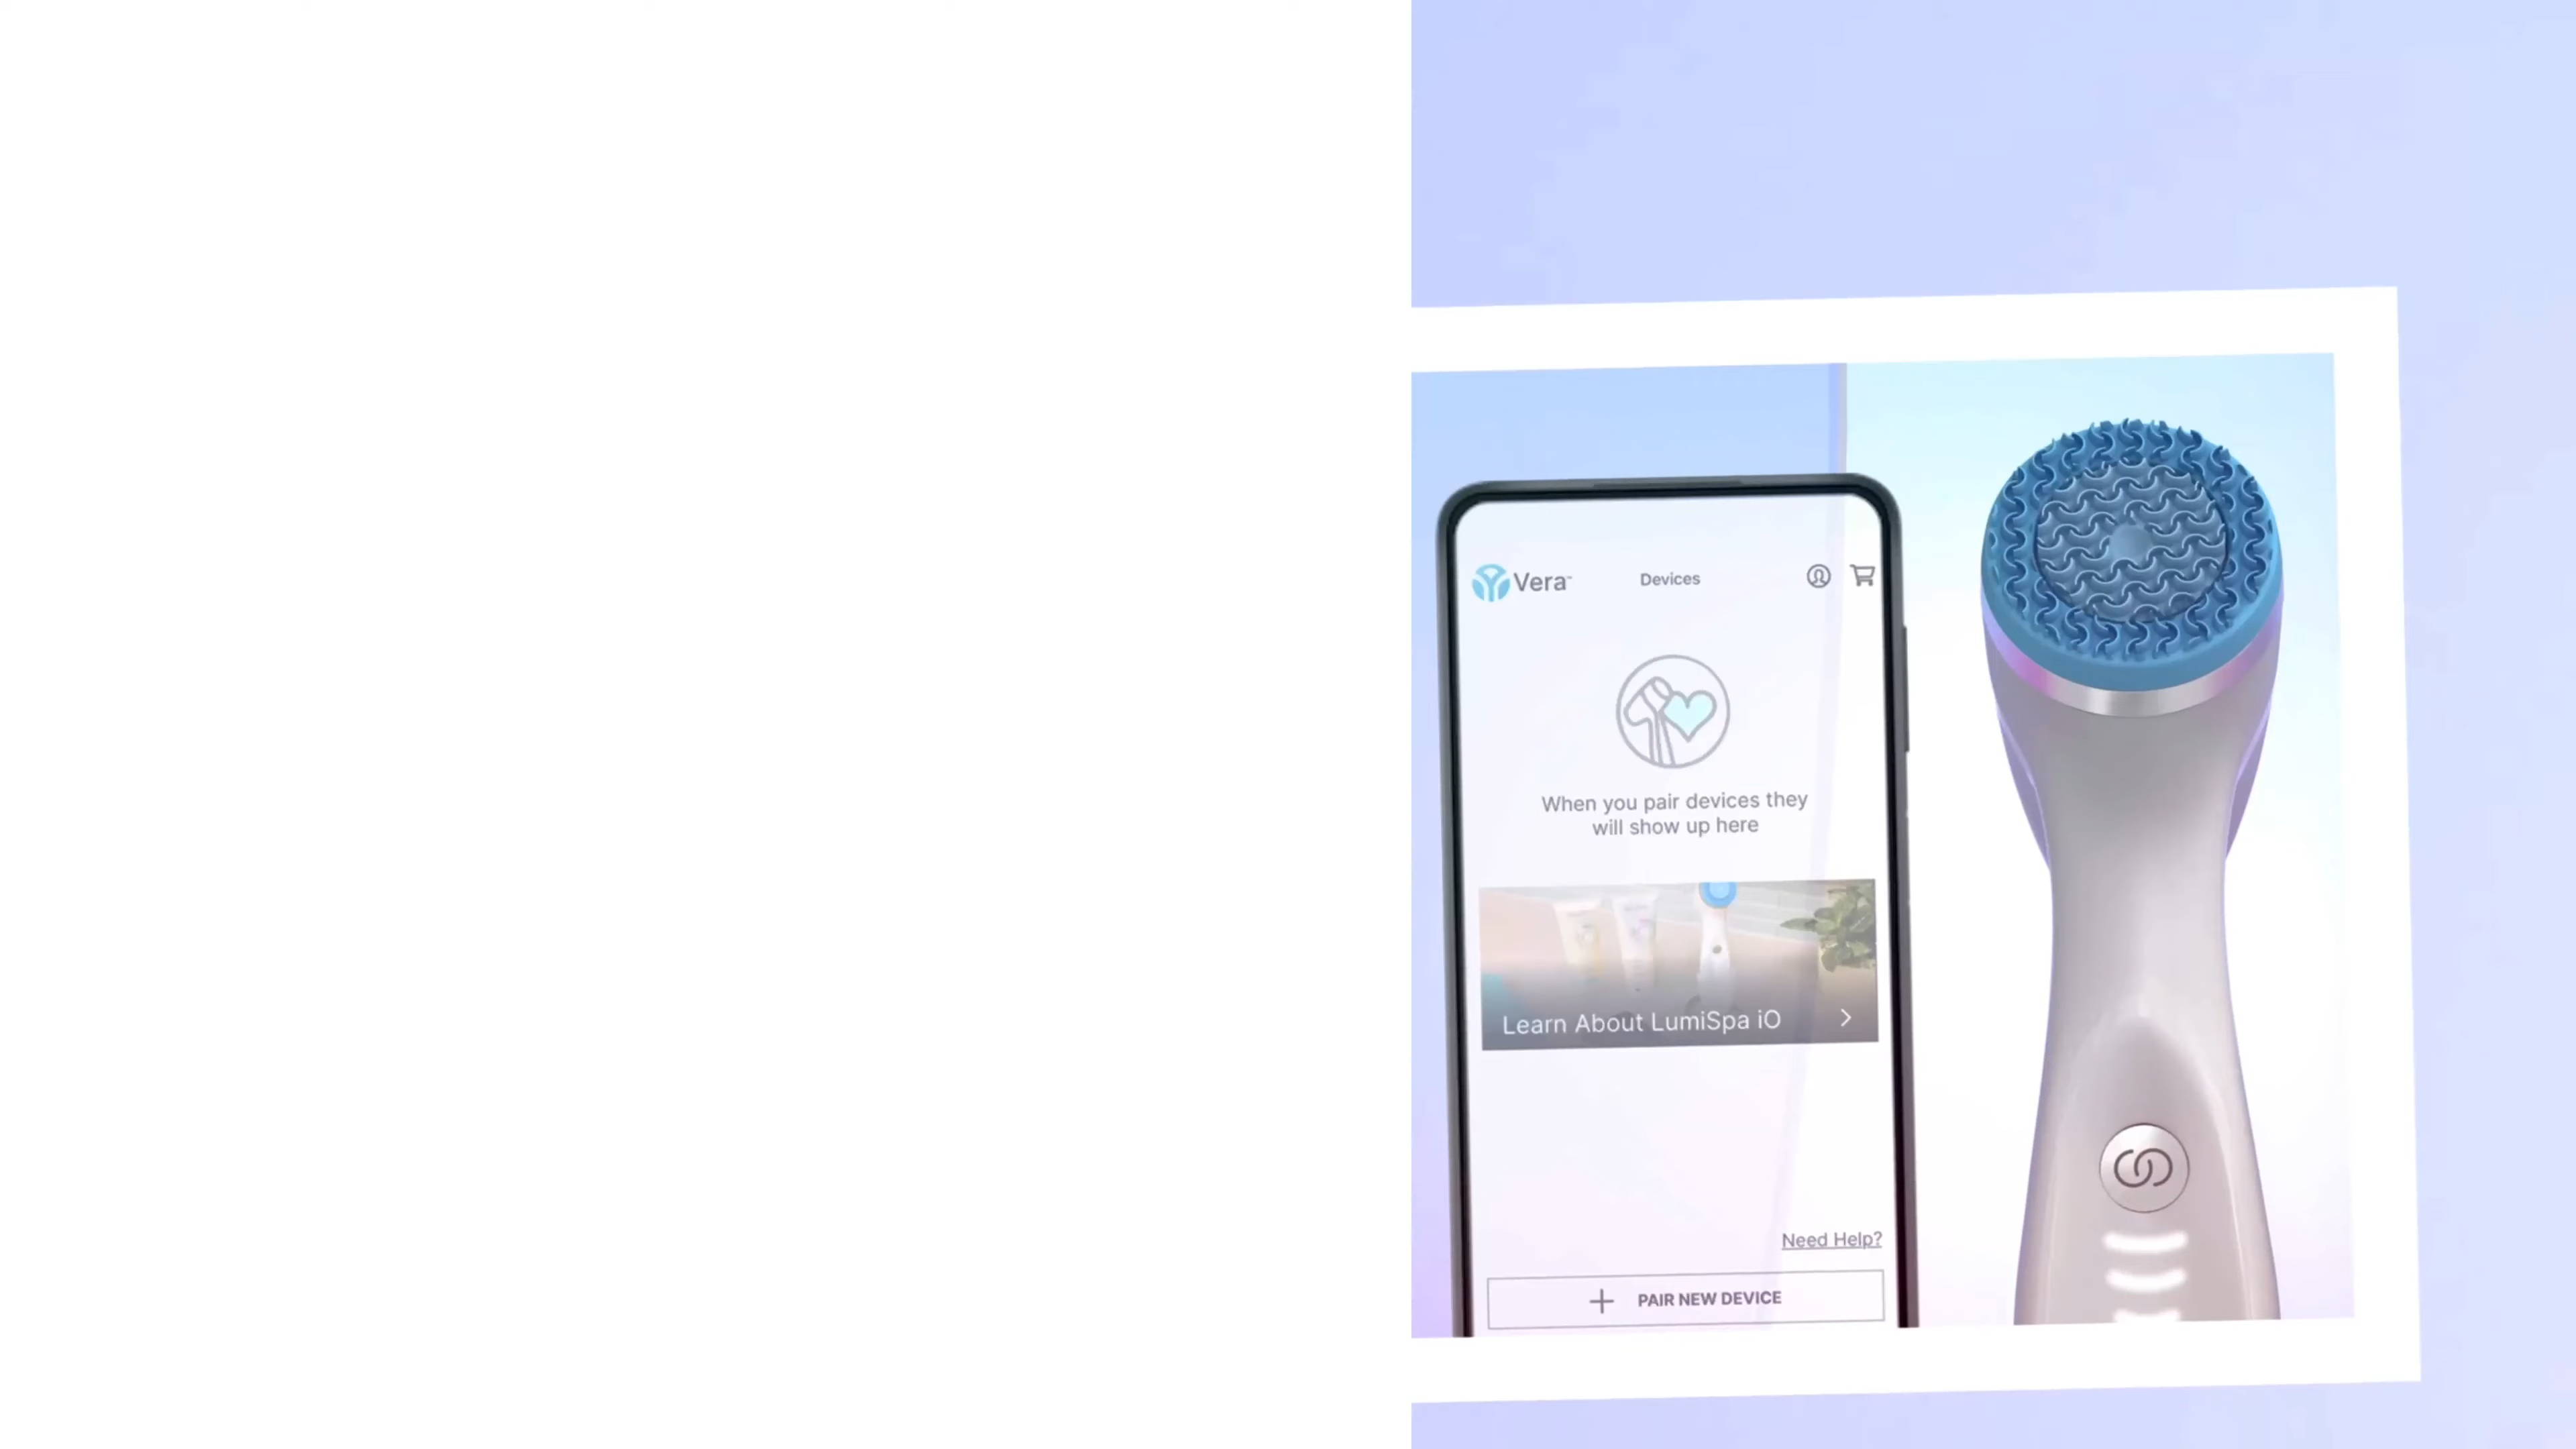 Vera™
Devices
When you pair devices they
will show up here
Learn About LumiSpa iO
Need Help?
PAIR NEW DEVICE